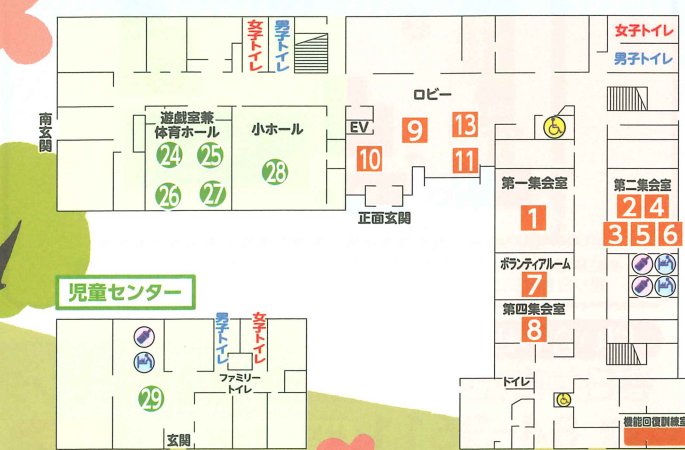 女子トイレ
男子トイレ
女子トイレ
男子トイレ
ロビー
南玄関
遊戯室兼
体育ホール
24
25
26
27
小ホール
28
EV
9
13
10
11
正面玄関
第一集会室
1
第二集会室
2
4
3
5
6
ボランティアルーム
7
第四集会室
8
児童センター
男子トイレ
女子トイレ
ファミリー
トイレ
29
玄関
トイレ
機能回復訓練室